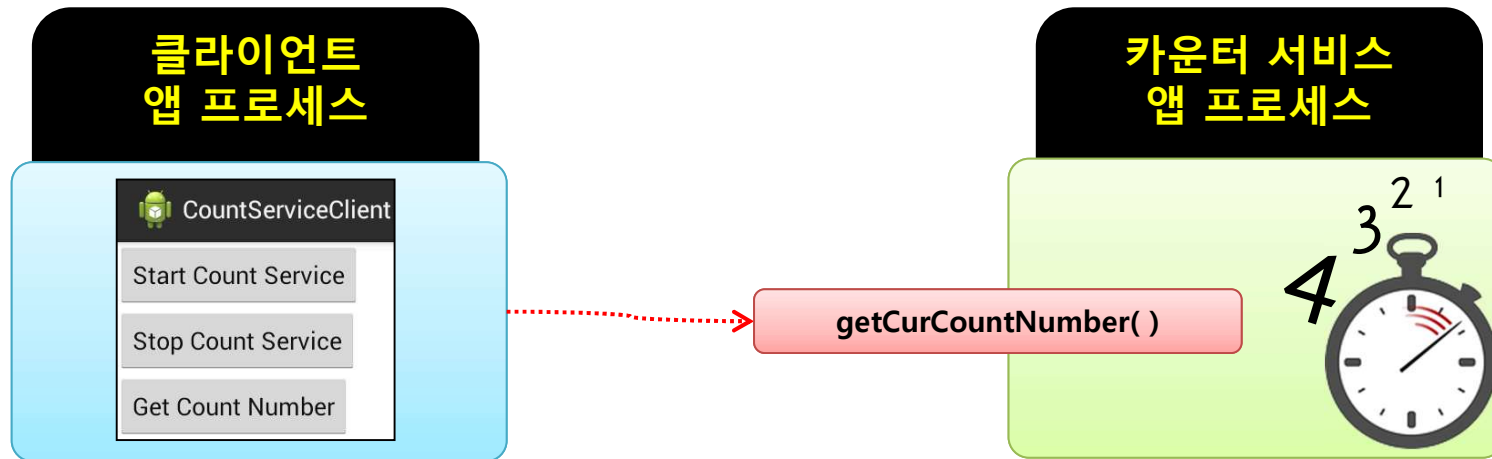 클라이언트
앱 프로세스
카운터 서비스
앱 프로세스
CountServiceClient
Start Count Service
Stop Count Service
Get Count Number
getCurCountNumber( )
4 3 2 1